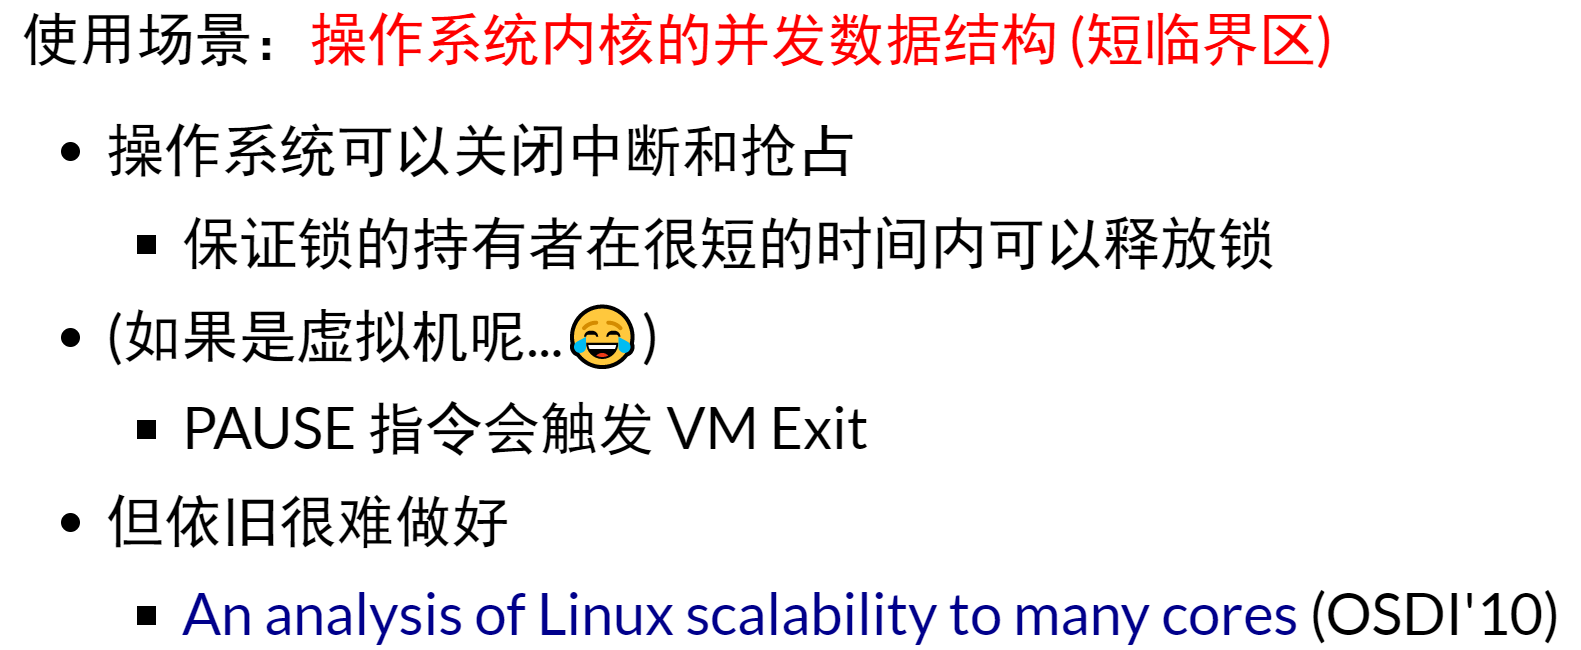 使用场景：操作系统内核的并发数据结构 (短临界区)
操作系统可以关闭中断和抢占
保证锁的持有者在很短的时间内可以释放锁
(如果是虚拟机呢...😂)
PAUSE 指令会触发 VM Exit
但依旧很难做好
An analysis of Linux scalability to many cores (OSDI'10)